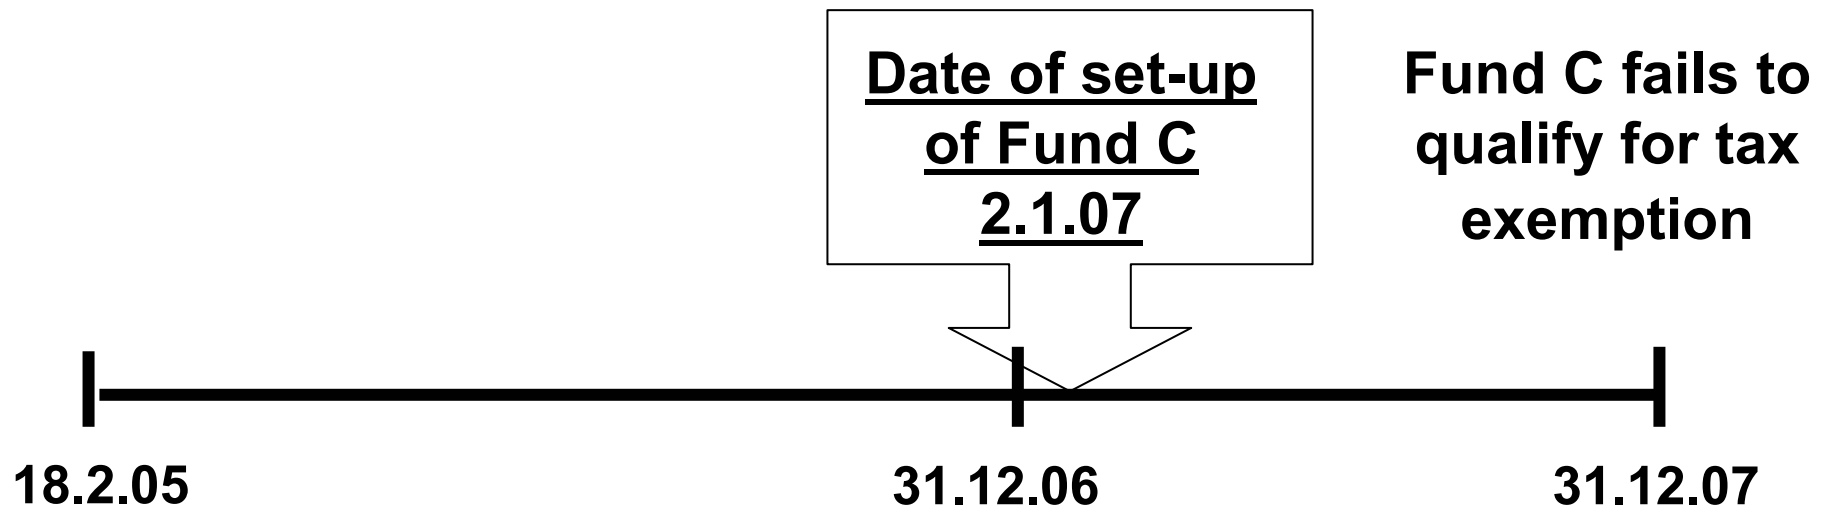 Date of set-up
of Fund C
2.1.07
Fund C fails to
qualify for tax
exemption
18.2.05
31.12.06
31.12.07